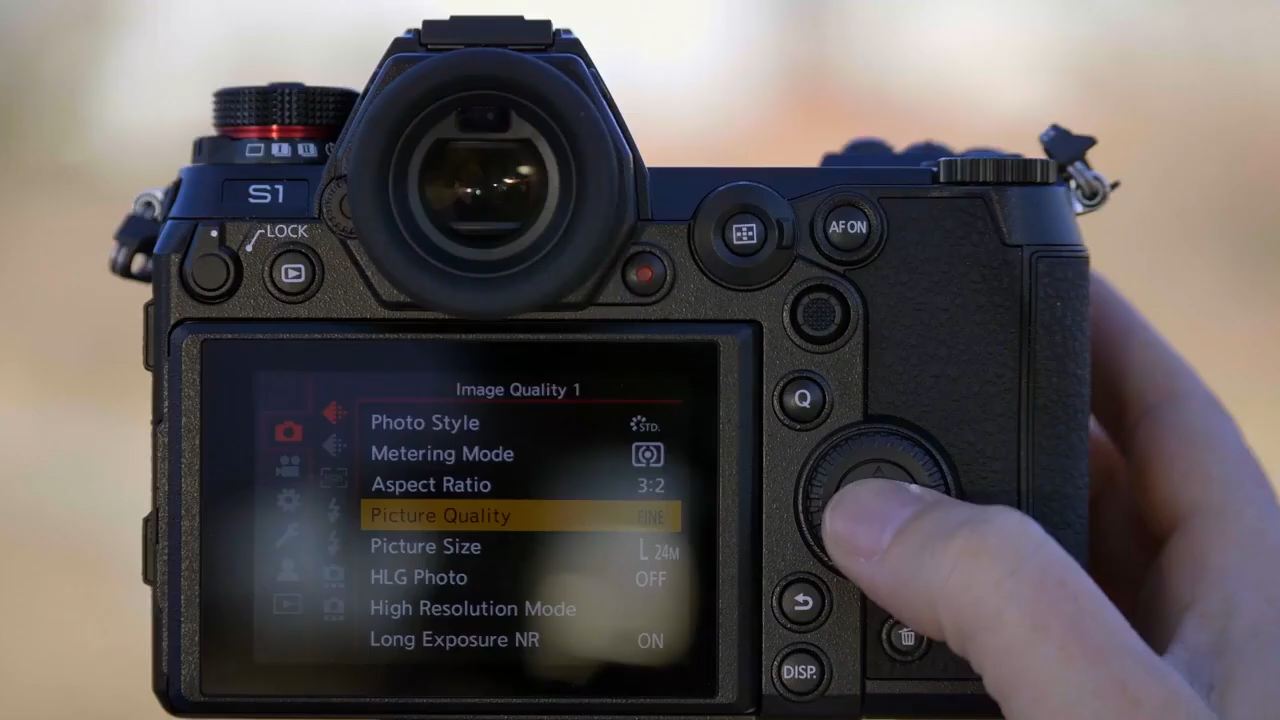 S1
LOCK
AF ON
Q
Image Quality 1
Photo Style STD.
Metering Mode
Aspect Ratio 3:2
Picture Quality FINE
Picture Size L 24M
HLG Photo OFF
High Resolution Mode
Long Exposure NR ON
DISP.